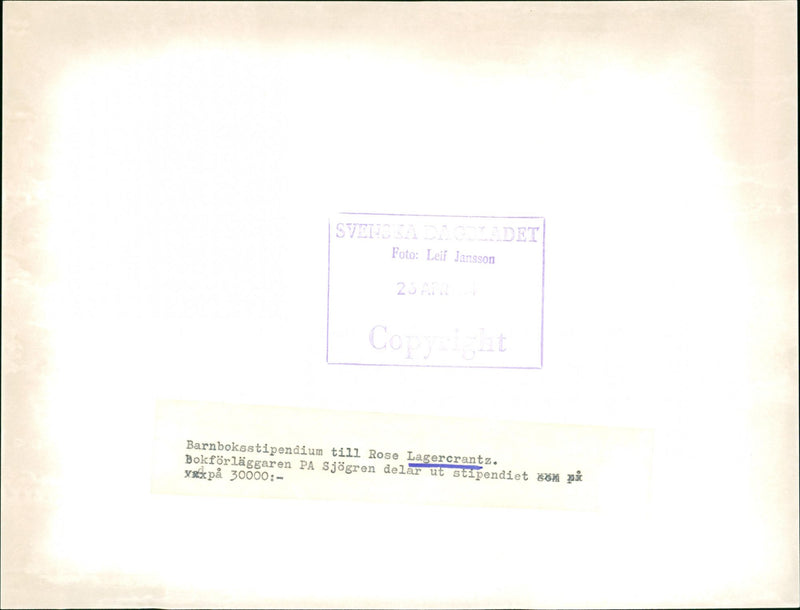 SVENSKA DAGBLADET
Foto: Leif Jansson
Copyright
Barnboksstipendium till Rose Lagercrantz.
Bokförläggaren PA Sjögren delar ut stipendiet
på 30000:-